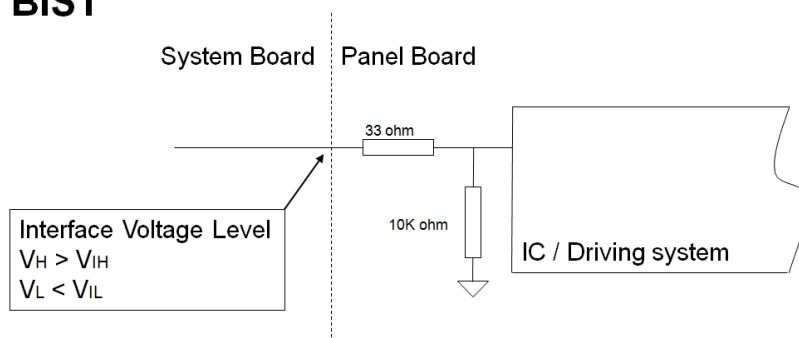 BIST
System Board
Panel Board
33 ohm
Interface Voltage Level
VH > VIH
VL < VIL
10K ohm
IC / Driving system